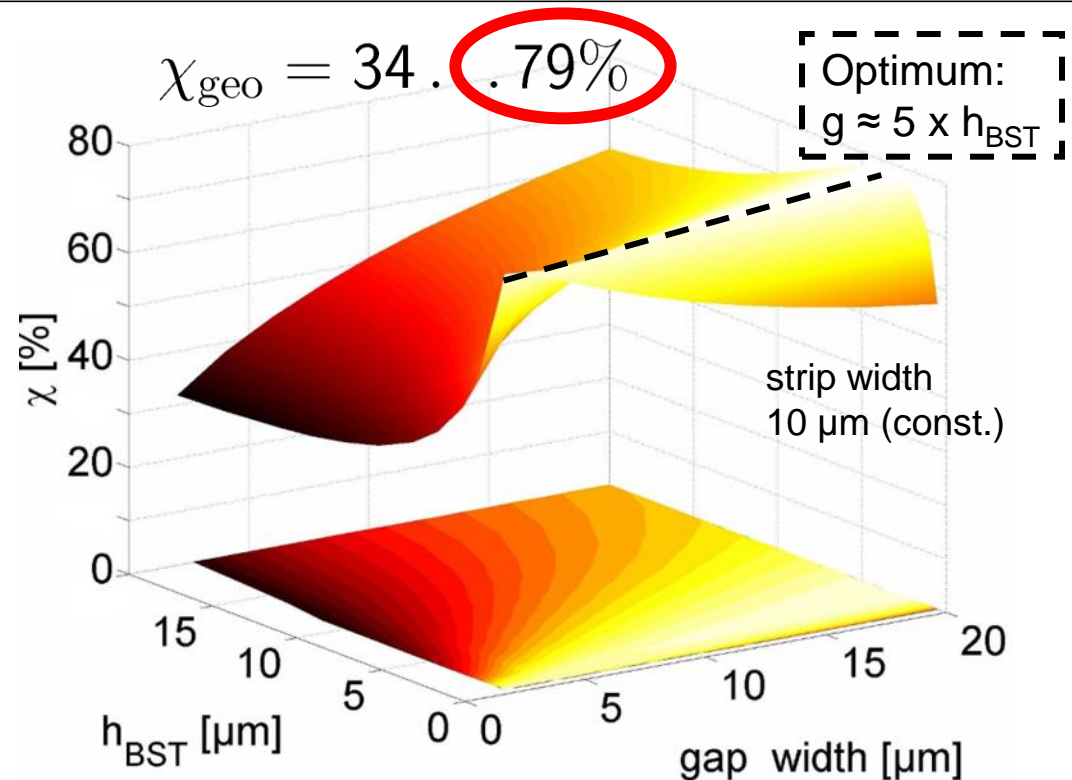 χgeo = 34 . . . 79%
Optimum:
g ≈ 5 x hBST
80
60
40
20
0
χ [%]
strip width
10 µm (const.)
15
10
5
0
hBST [µm]
0
5
10
15
20
gap width [µm]